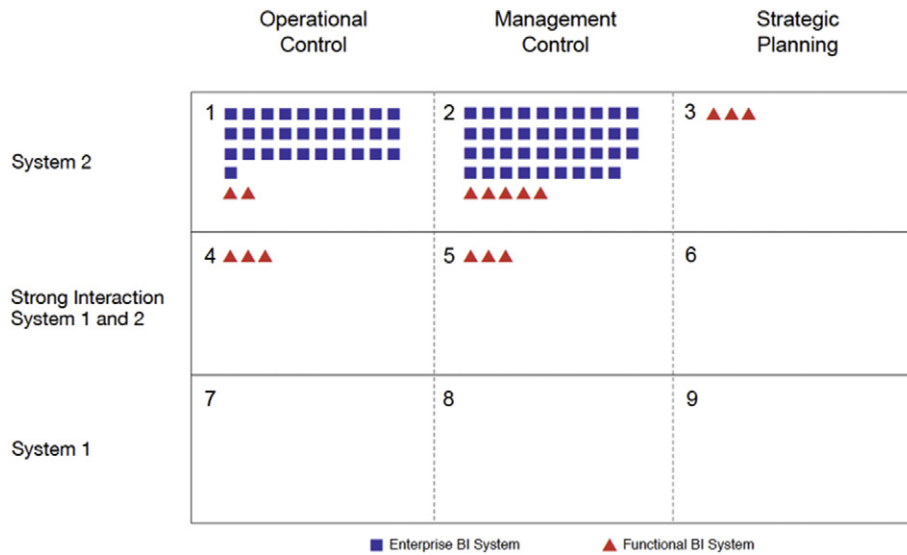 Operational Control
Management Control
Strategic Planning
System 2
1
2
3
Strong Interaction
System 1 and 2
4
5
6
System 1
7
8
9
Enterprise BI System
Functional BI System